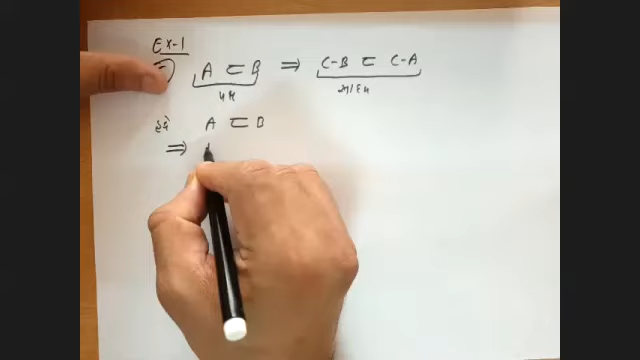 Ex-1
A ⊂ B ⇒ C-B ⊂ C-A
પક્ષ સાધ્ય
હવે A ⊂ B
⇒